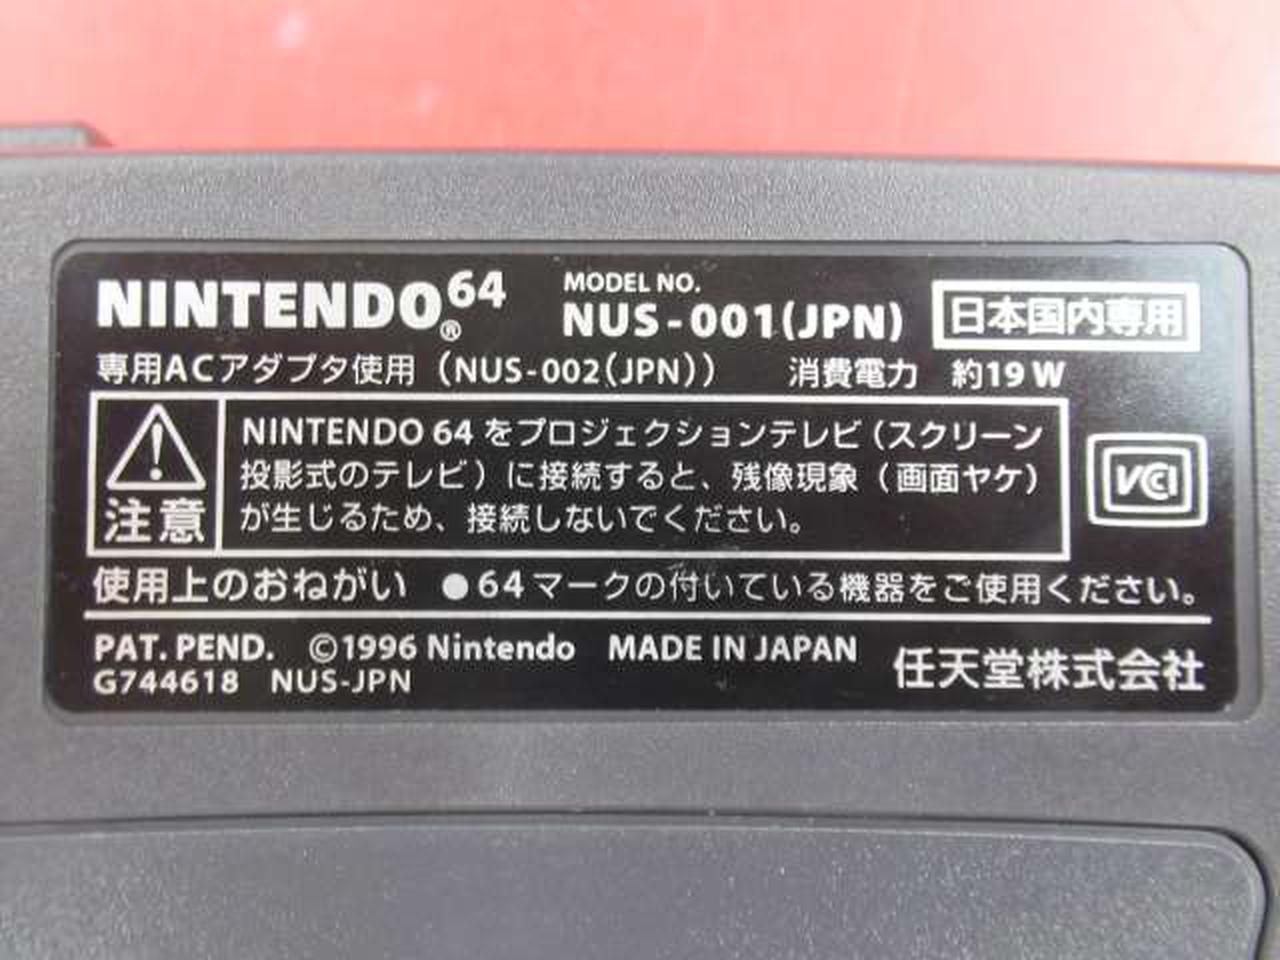 NINTENDO®64 MODEL NO. NUS-001(JPN) 日本国内専用
専用ACアダプタ使用（NUS-002(JPN)） 消費電力 約19W
注意
NINTENDO 64 をプロジェクションテレビ（スクリーン
投影式のテレビ）に接続すると、残像現象（画面ヤケ）
が生じるため、接続しないでください。
VCCI
使用上のおねがい ●64マークの付いている機器をご使用ください。
PAT. PEND. ©1996 Nintendo MADE IN JAPAN
G744618 NUS-JPN
任天堂株式会社